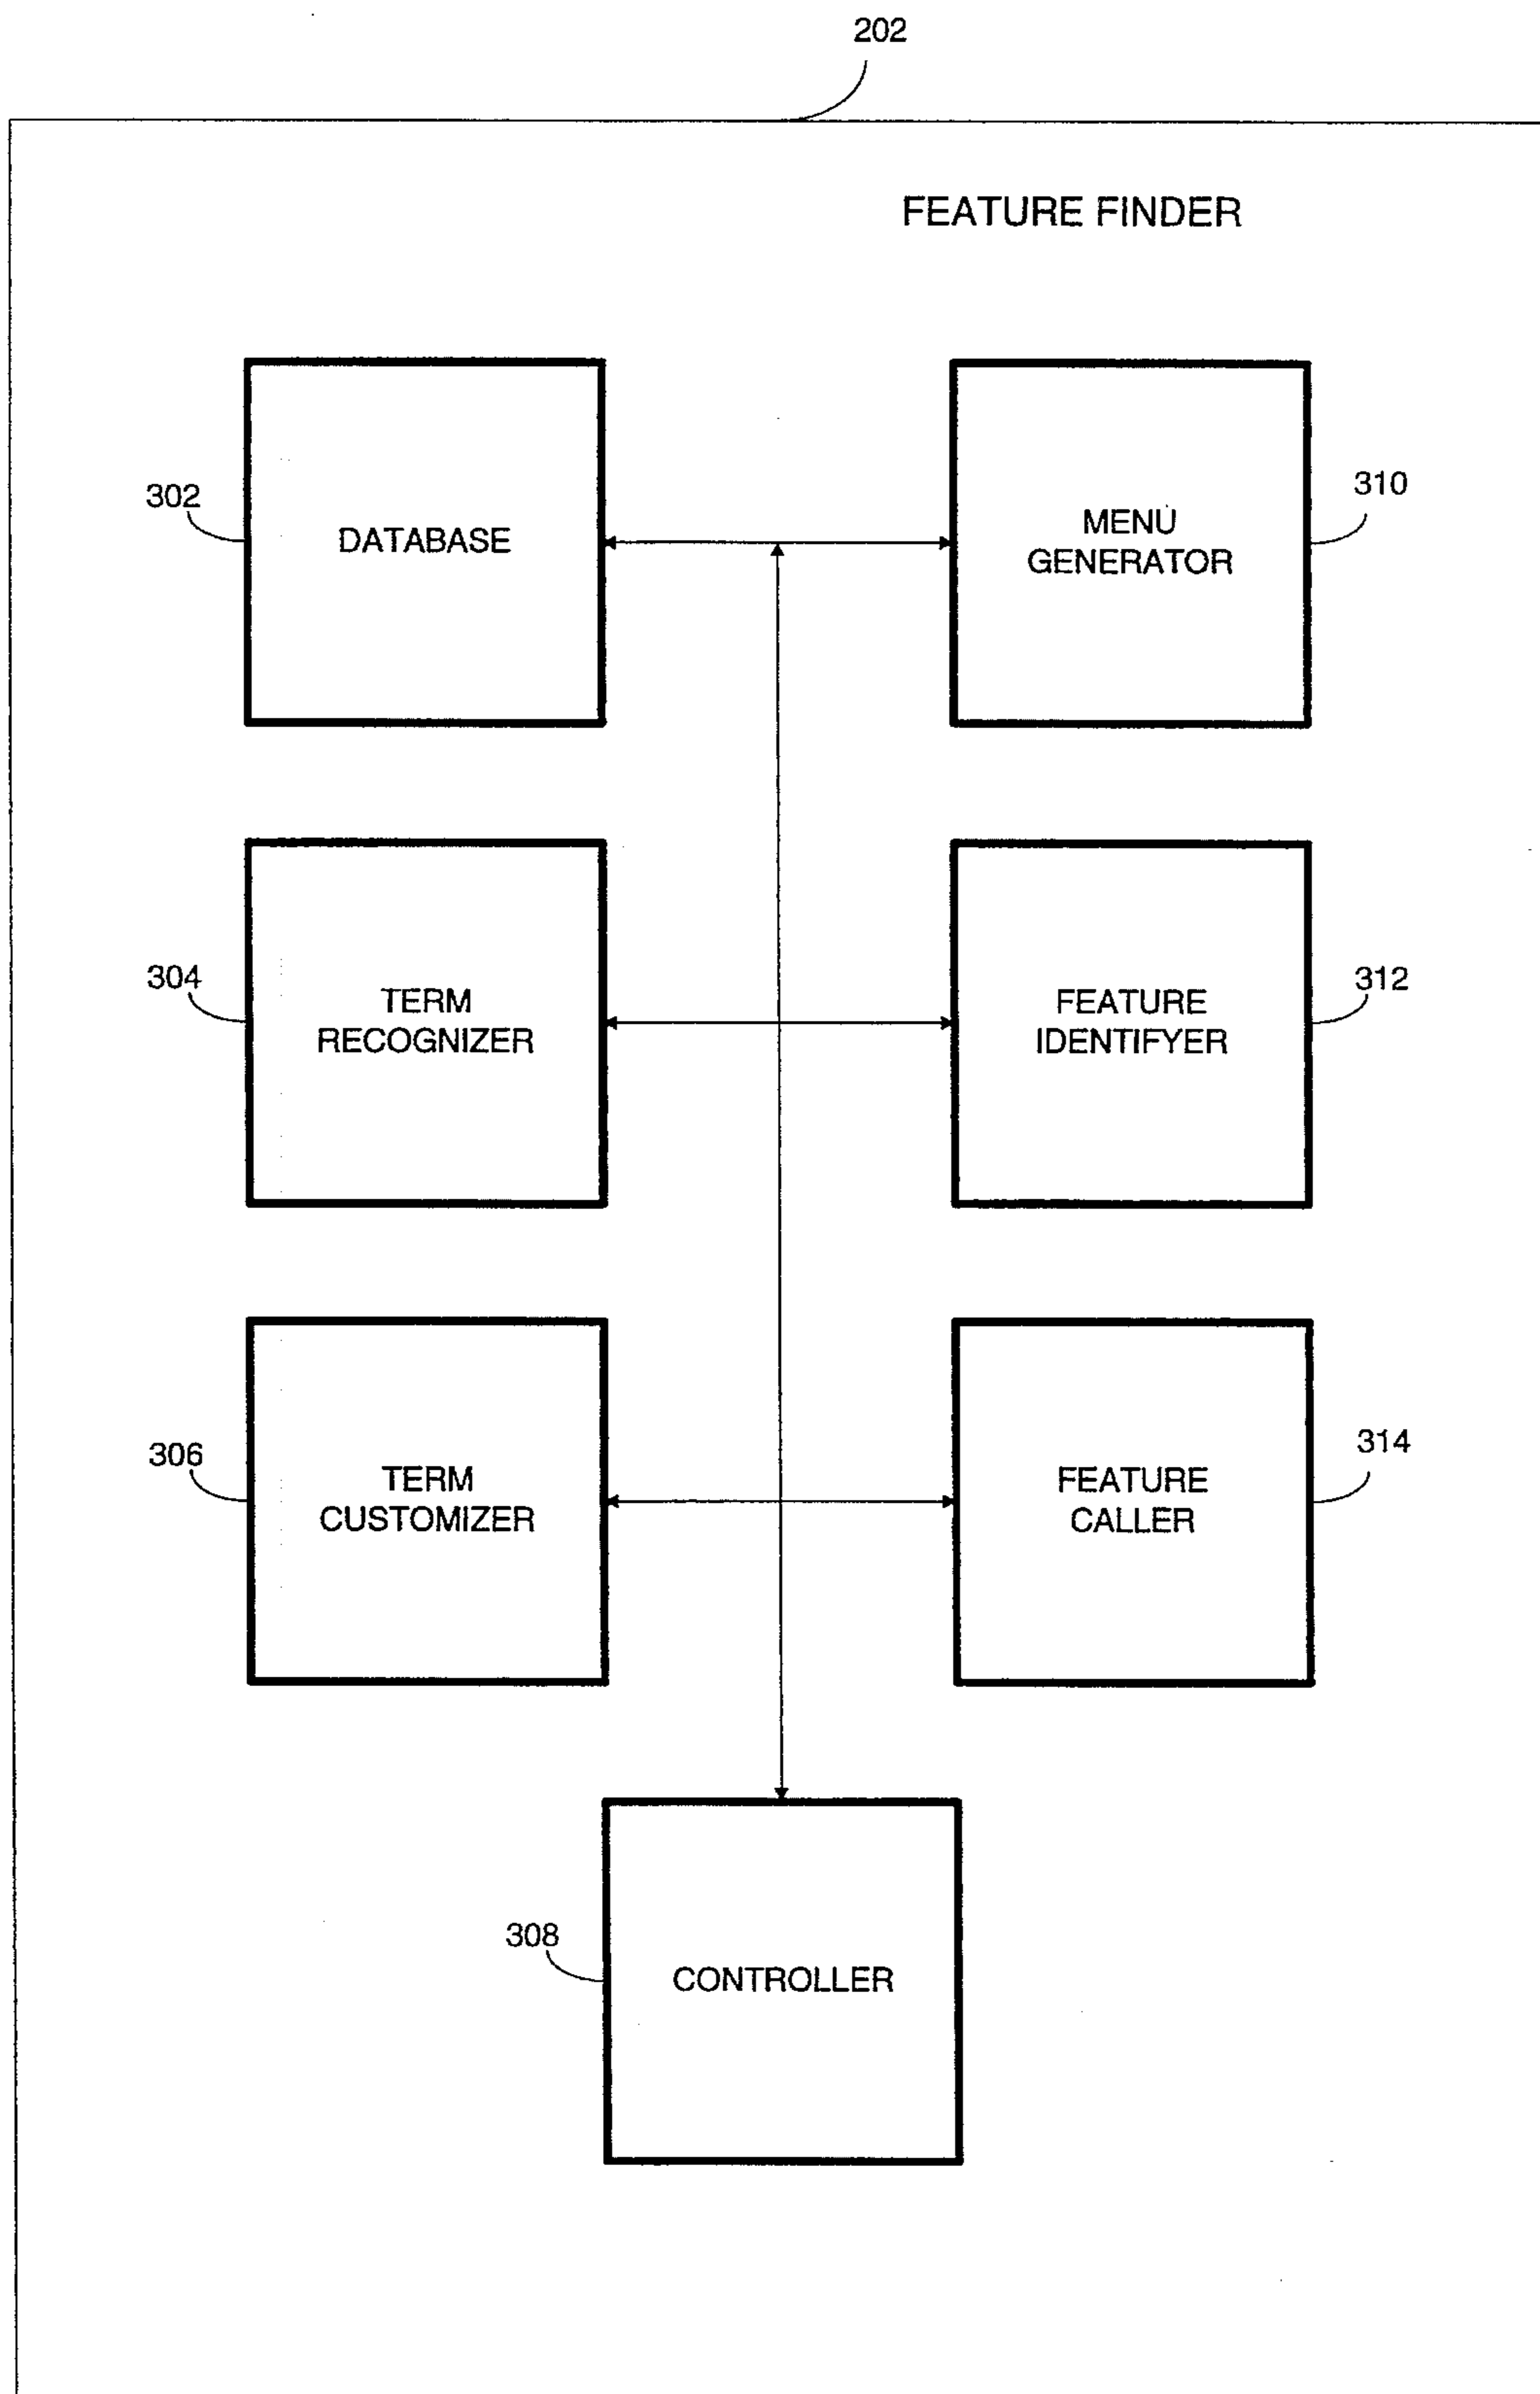 202
FEATURE FINDER
302
DATABASE
MENU
GENERATOR
310
304
TERM
RECOGNIZER
FEATURE
IDENTIFYER
312
306
TERM
CUSTOMIZER
FEATURE
CALLER
314
308
CONTROLLER